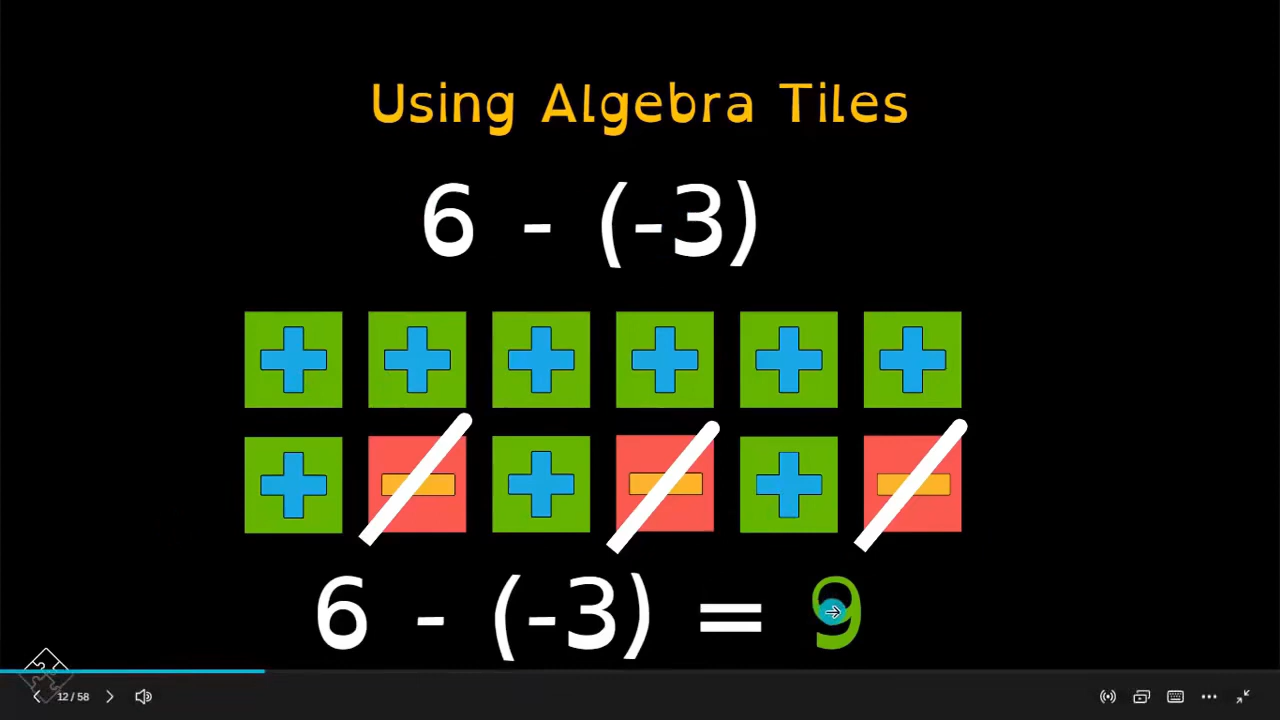 Using Algebra Tiles
6 - (-3)
6 - (-3) = 9
12 / 58